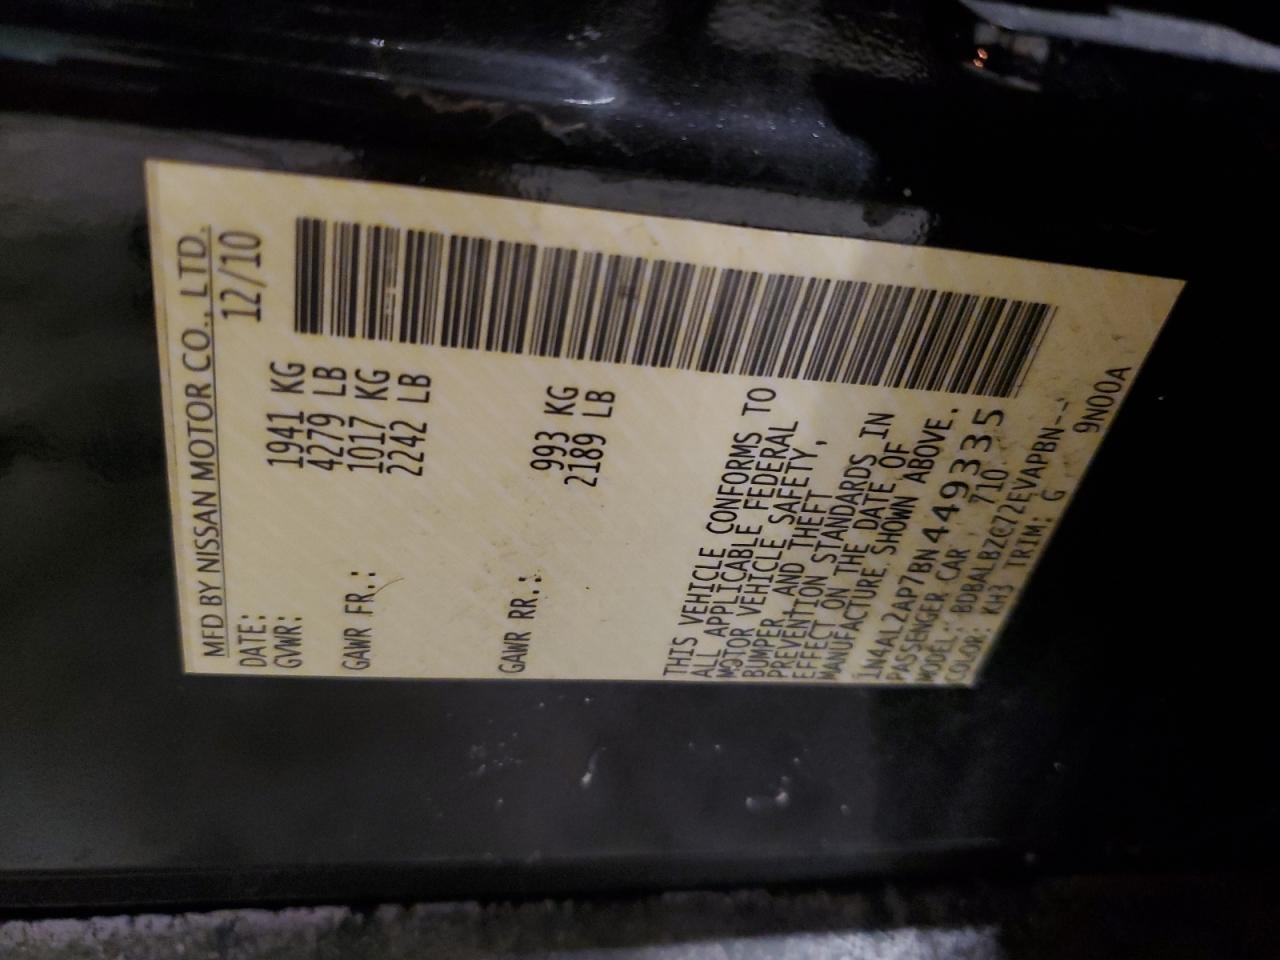 MFD BY NISSAN MOTOR CO., LTD.
DATE: 12/10
GVWR: 1941 KG
4279 LB
GAWR FR.: 1017 KG
2242 LB
GAWR RR.: 993 KG
2189 LB
THIS VEHICLE CONFORMS TO
ALL APPLICABLE FEDERAL
MOTOR VEHICLE SAFETY,
BUMPER, AND THEFT
PREVENTION STANDARDS IN
EFFECT ON THE DATE OF
MANUFACTURE SHOWN ABOVE.
1N4AL2AP7BN449335
PASSENGER CAR 710
MODEL: BDBALBZC72EVAPBN--
COLOR: KH3 TRIM: G
9N00A